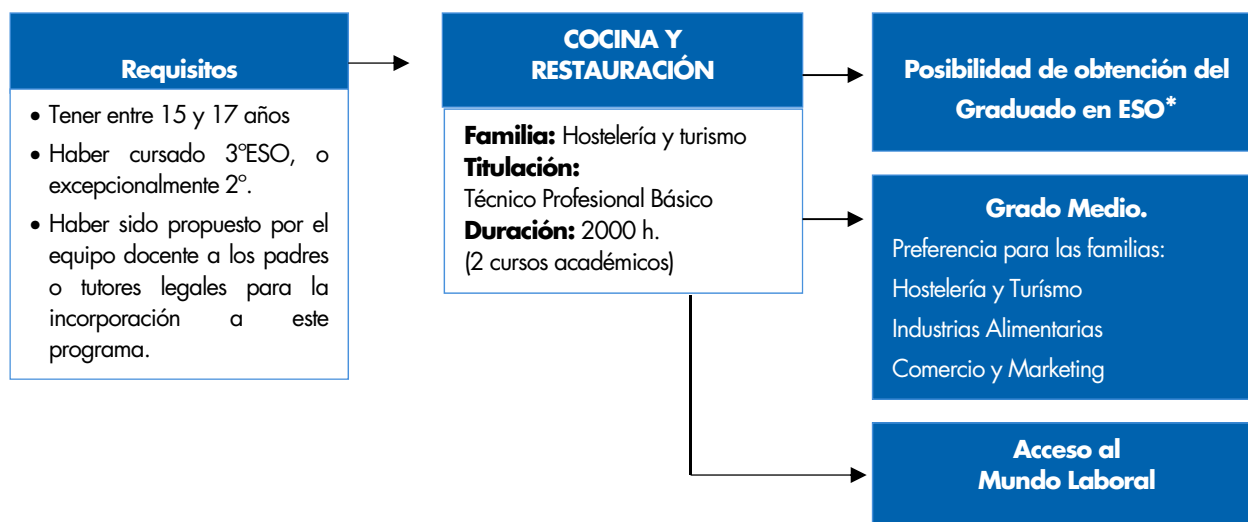 Requisitos
• Tener entre 15 y 17 años
• Haber cursado 3ºESO, o
excepcionalmente 2º.
• Haber sido propuesto por el
equipo docente a los padres
o tutores legales para la
incorporación a este
programa.
COCINA Y
RESTAURACIÓN
Familia: Hostelería y turismo
Titulación:
Técnico Profesional Básico
Duración: 2000 h.
(2 cursos académicos)
Posibilidad de obtención del
Graduado en ESO*
Grado Medio.
Preferencia para las familias:
Hostelería y Turísmo
Industrias Alimentarias
Comercio y Marketing
Acceso al
Mundo Laboral